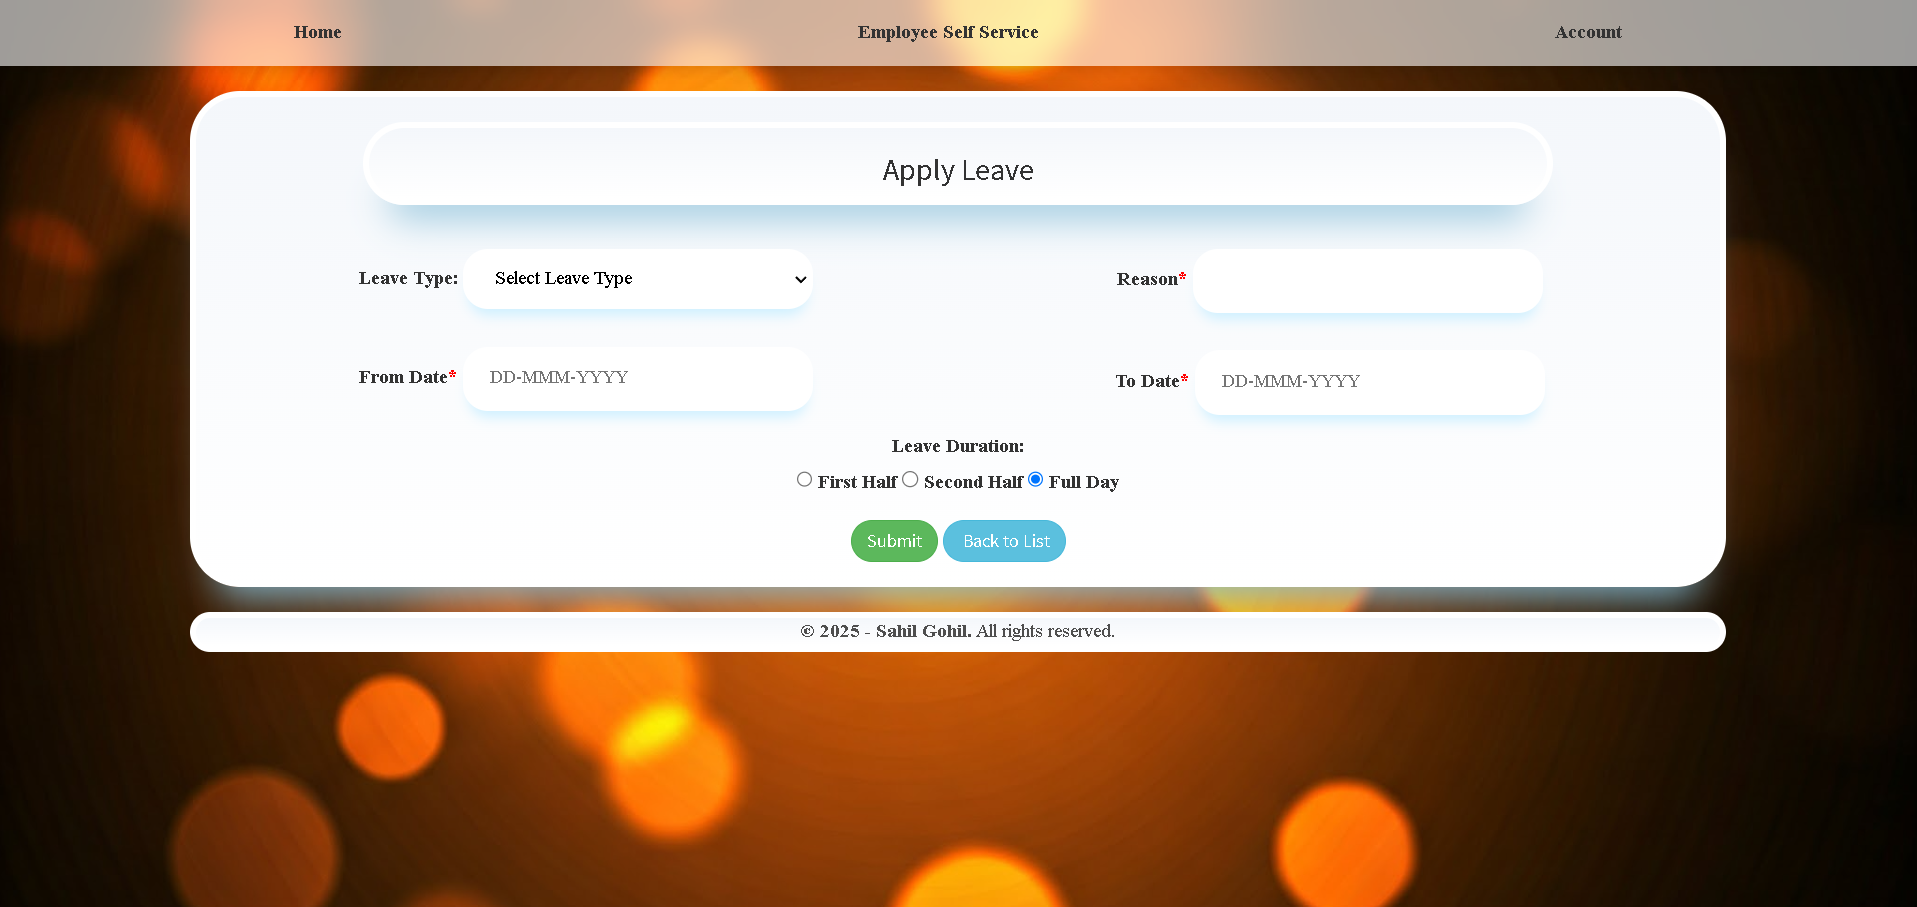 Home Employee Self Service Account
Apply Leave
Leave Type: Select Leave Type Reason*
From Date* DD-MMM-YYYY To Date* DD-MMM-YYYY
Leave Duration:
First Half Second Half Full Day
Submit Back to List
© 2025 - Sahil Gohil. All rights reserved.